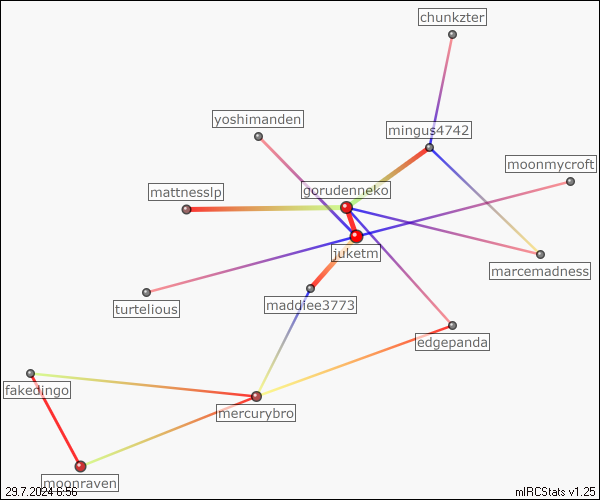 chunkzter
yoshimanden
mingus4742
moonmycroft
mattnesslp
gorudenneko
juketm
marcemadness
maddiee3773
turtelious
edgepanda
fakedingo
mercurybro
moonraven
29.7.2024 6:56
mIRCStats v1.25